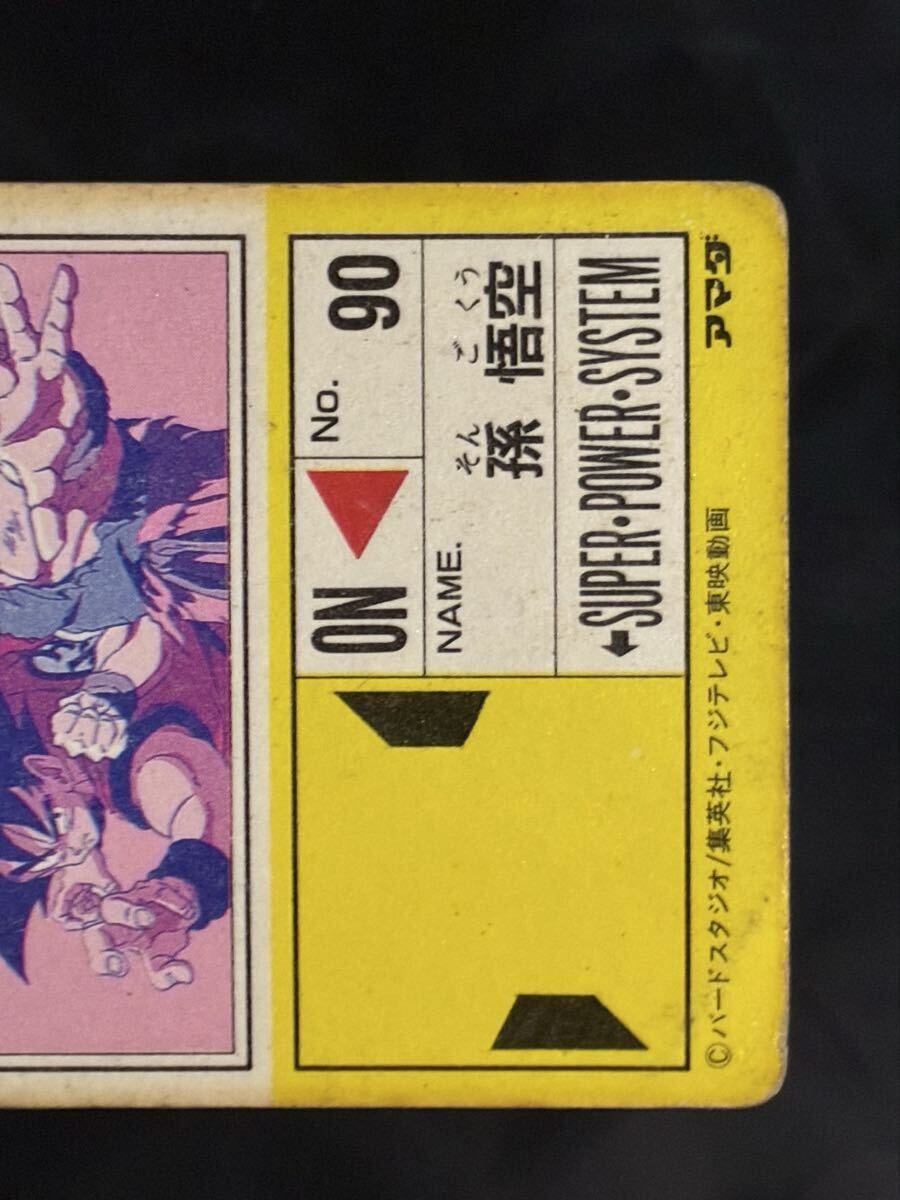 ON
No. 90
NAME.
そん ご くう
孫 悟空
←SUPER・POWER・SYSTEM
©バードスタジオ/集英社・フジテレビ・東映動画
アマダ